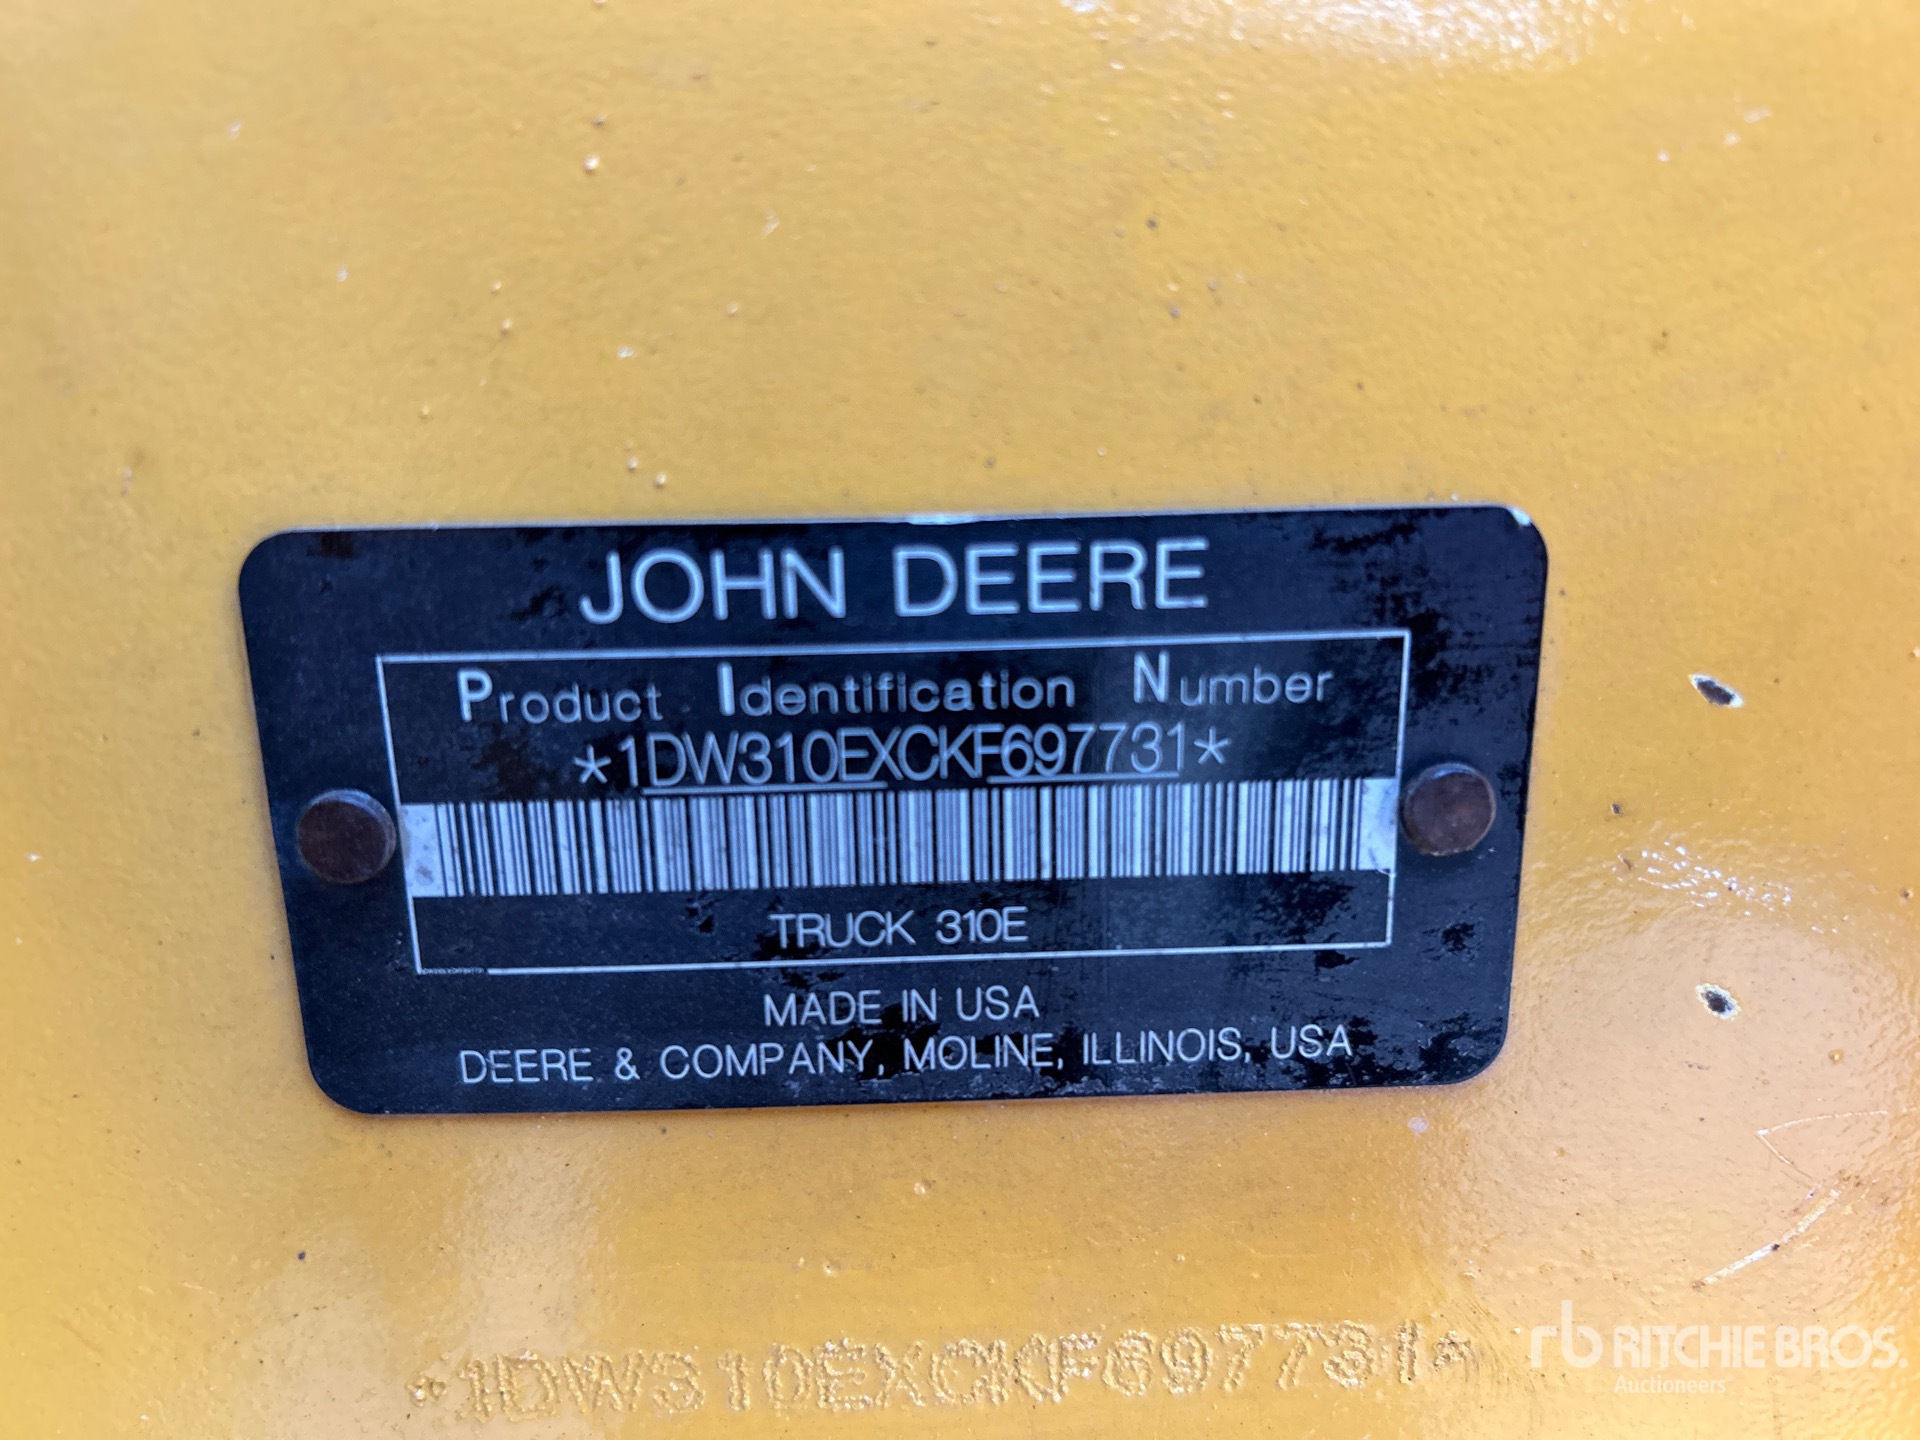 JOHN DEERE
Product Identification Number
*1DW310EXCKF697731*
TRUCK 310E
MADE IN USA
DEERE & COMPANY, MOLINE, ILLINOIS, USA
*1DW310EXCKF697731*
rb RITCHIE BROS.
Auctioneers